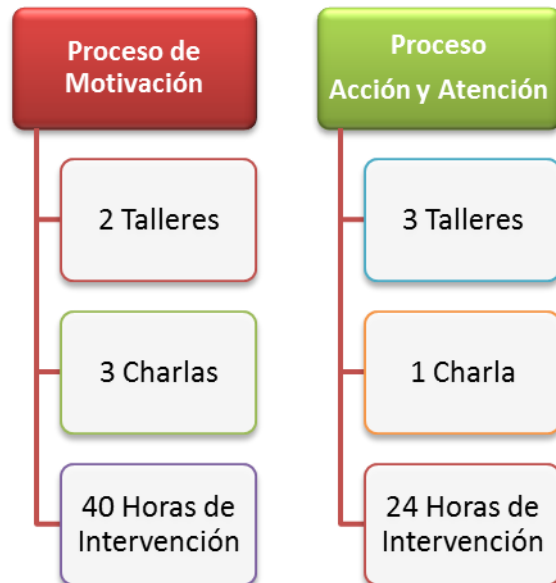 Proceso de
Motivación
2 Talleres
3 Charlas
40 Horas de
Intervención
Proceso
Acción y Atención
3 Talleres
1 Charla
24 Horas de
Intervención